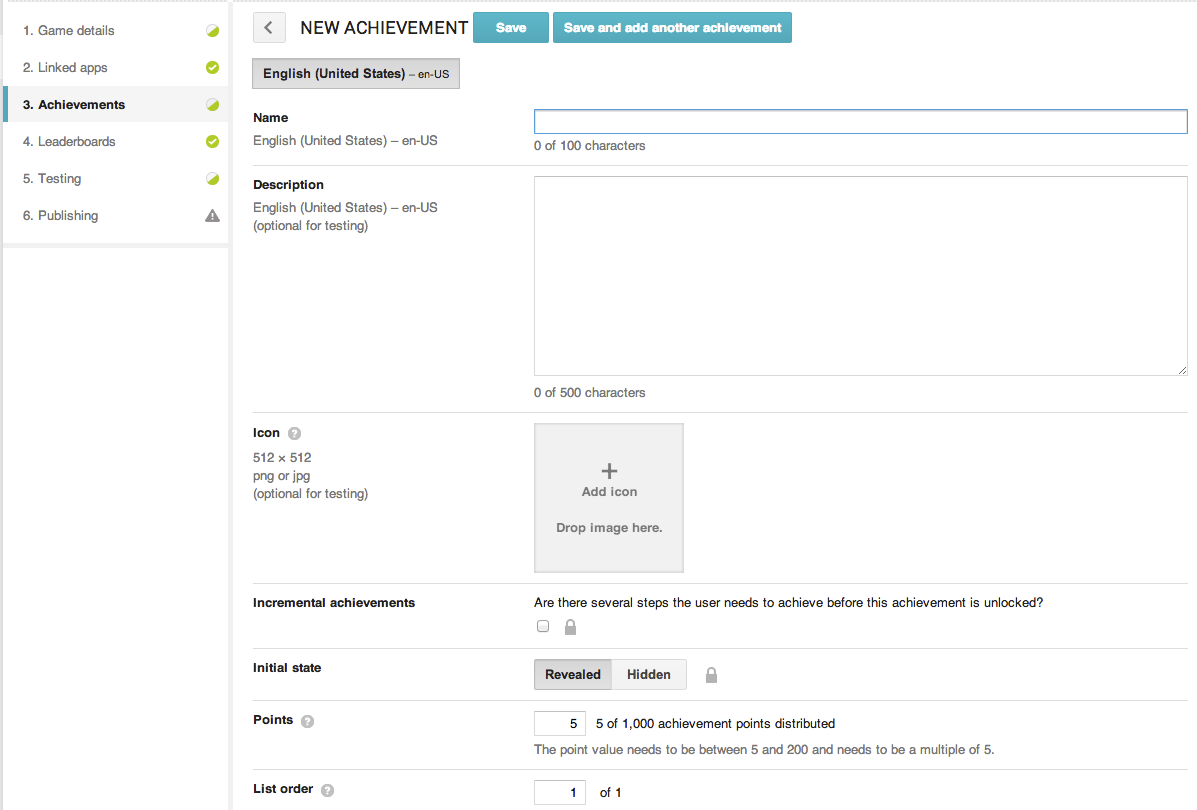 1. Game details
2. Linked apps
3. Achievements
4. Leaderboards
5. Testing
6. Publishing
NEW ACHIEVEMENT
Save
Save and add another achievement
English (United States) – en-US
Name
English (United States) – en-US
0 of 100 characters
Description
English (United States) – en-US
(optional for testing)
0 of 500 characters
Icon ?
512 × 512
png or jpg
(optional for testing)
+
Add icon
Drop image here.
Incremental achievements
Are there several steps the user needs to achieve before this achievement is unlocked?
Initial state
Revealed
Hidden
Points ?
5 5 of 1,000 achievement points distributed
The point value needs to be between 5 and 200 and needs to be a multiple of 5.
List order ?
1 of 1